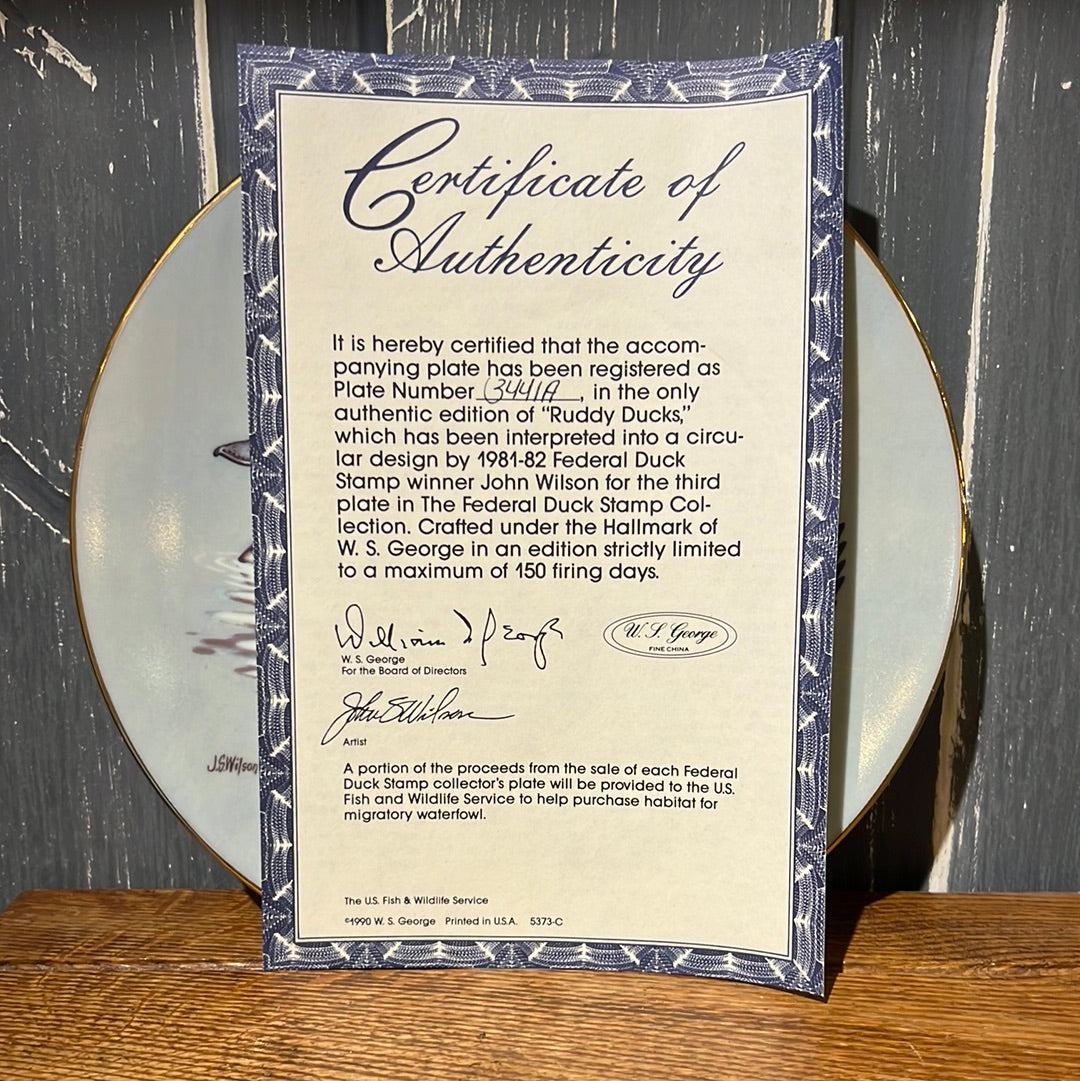 Certificate of
Authenticity
It is hereby certified that the accom-
panying plate has been registered as
Plate Number 3441A, in the only
authentic edition of "Ruddy Ducks,"
which has been interpreted into a circu-
lar design by 1981-82 Federal Duck
Stamp winner John Wilson for the third
plate in The Federal Duck Stamp Col-
lection. Crafted under the Hallmark of
W. S. George in an edition strictly limited
to a maximum of 150 firing days.
William S George
W. S. George
FINE CHINA
W. S. George
For the Board of Directors
John S Wilson
Artist
J.S Wilson
A portion of the proceeds from the sale of each Federal
Duck Stamp collector's plate will be provided to the U.S.
Fish and Wildlife Service to help purchase habitat for
migratory waterfowl.
The U.S. Fish & Wildlife Service
©1990 W. S. George Printed in U.S.A. 5373-C